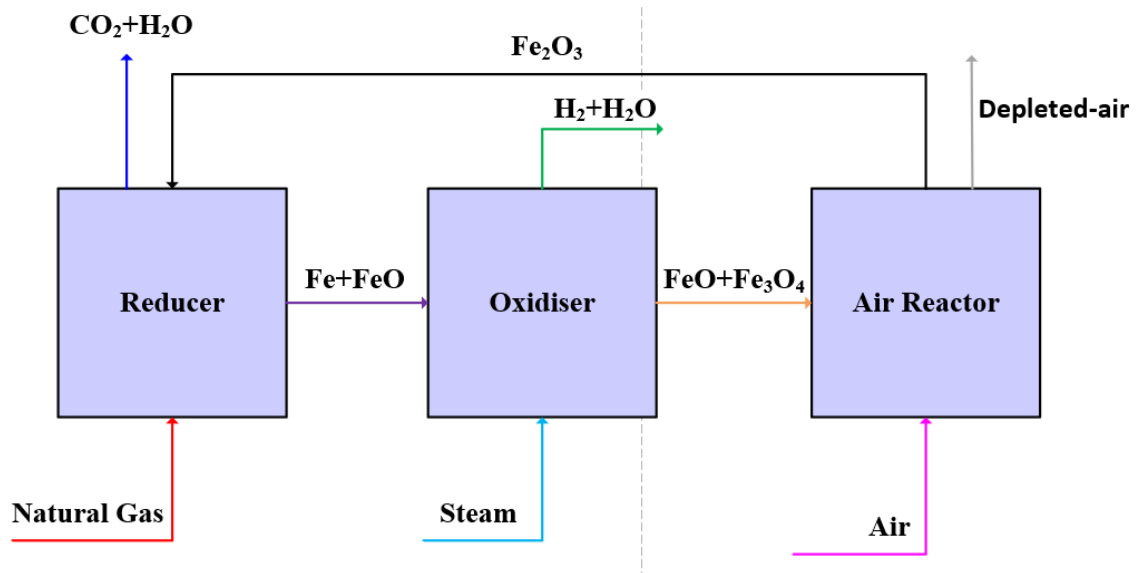 CO₂+H₂O
Fe₂O₃
H₂+H₂O
Depleted-air
Reducer
Fe+FeO
Oxidiser
FeO+Fe₃O₄
Air Reactor
Natural Gas
Steam
Air